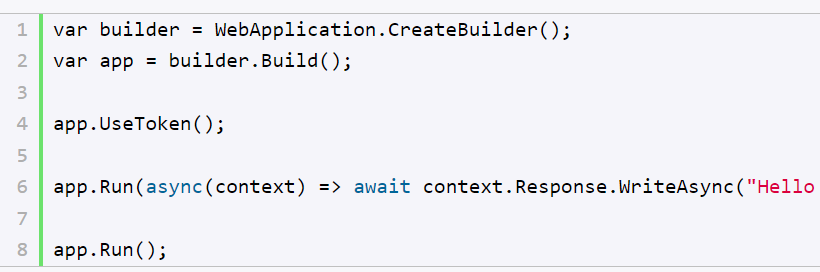 1 var builder = WebApplication.CreateBuilder();
2 var app = builder.Build();
3
4 app.UseToken();
5
6 app.Run(async(context) => await context.Response.WriteAsync("Hello
7
8 app.Run();